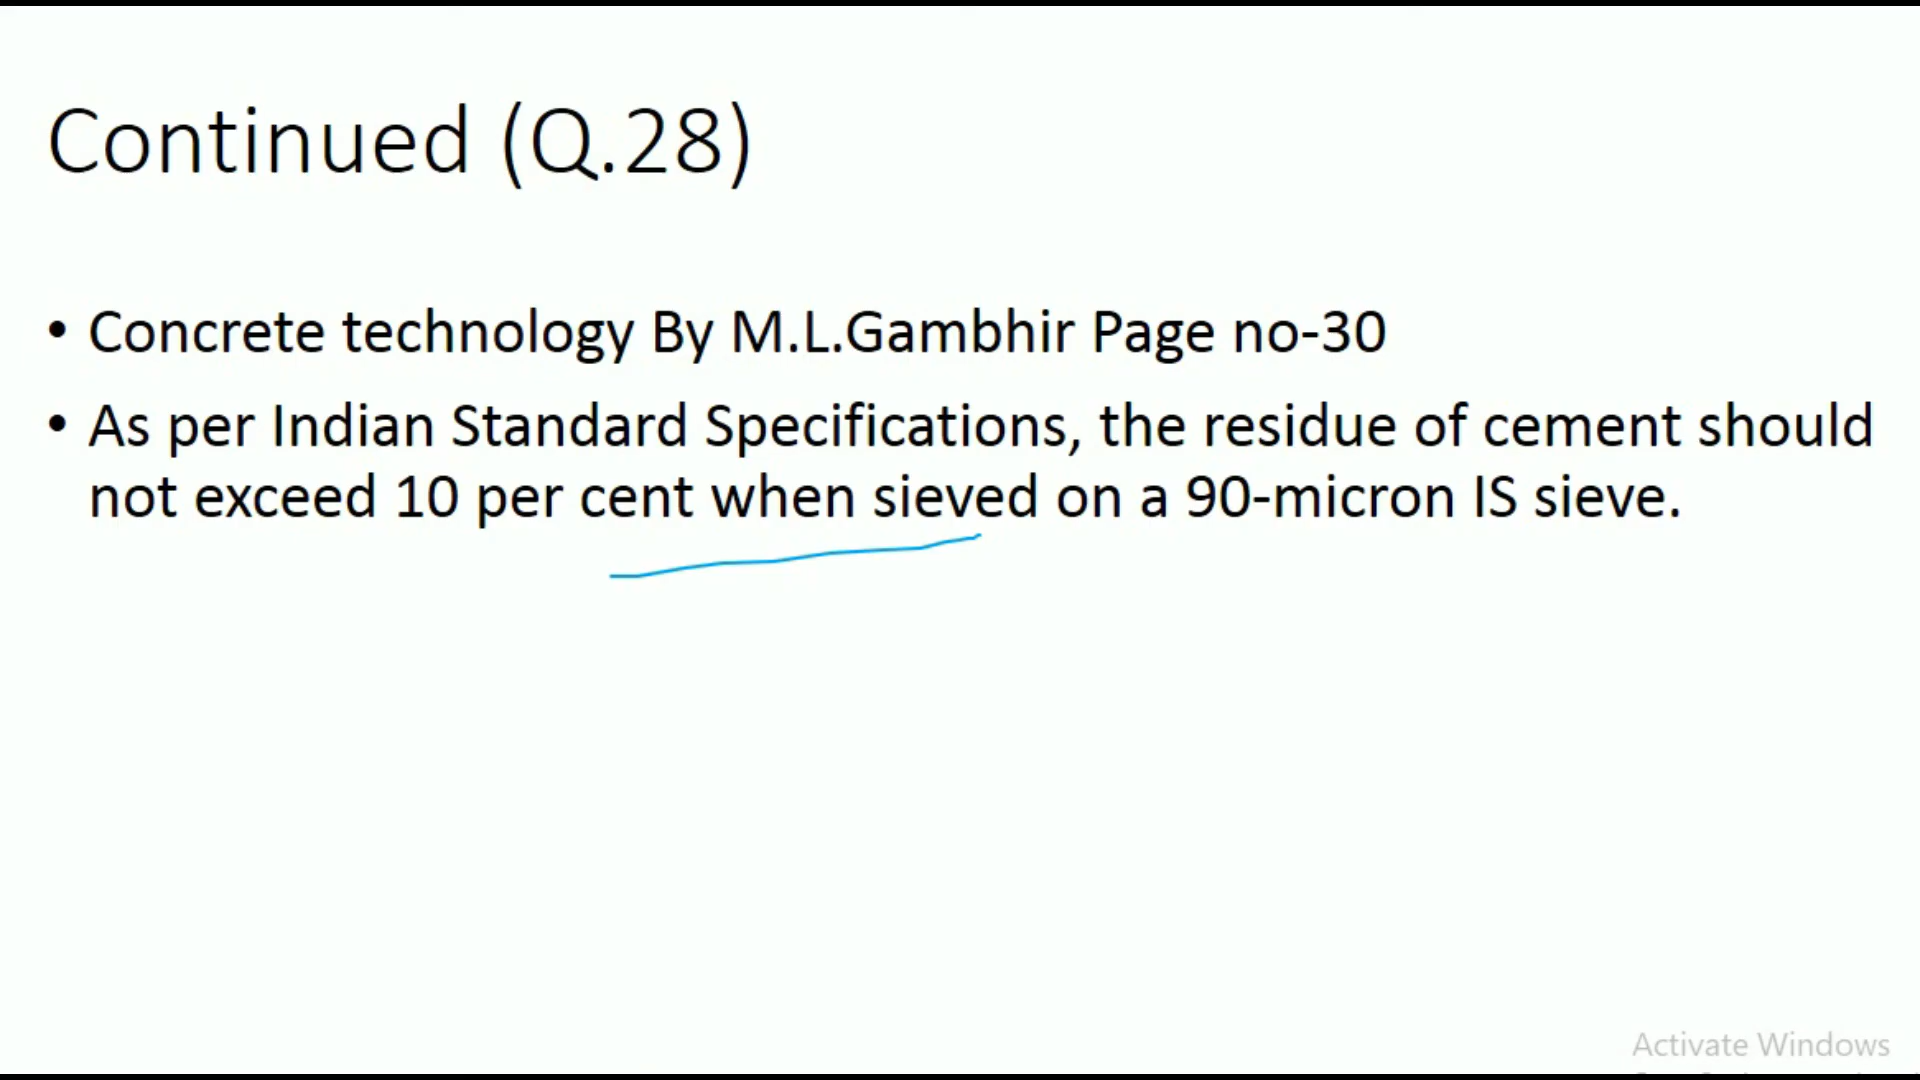 Continued (Q.28)
• Concrete technology By M.L.Gambhir Page no-30
• As per Indian Standard Specifications, the residue of cement should
not exceed 10 per cent when sieved on a 90-micron IS sieve.
Activate Windows